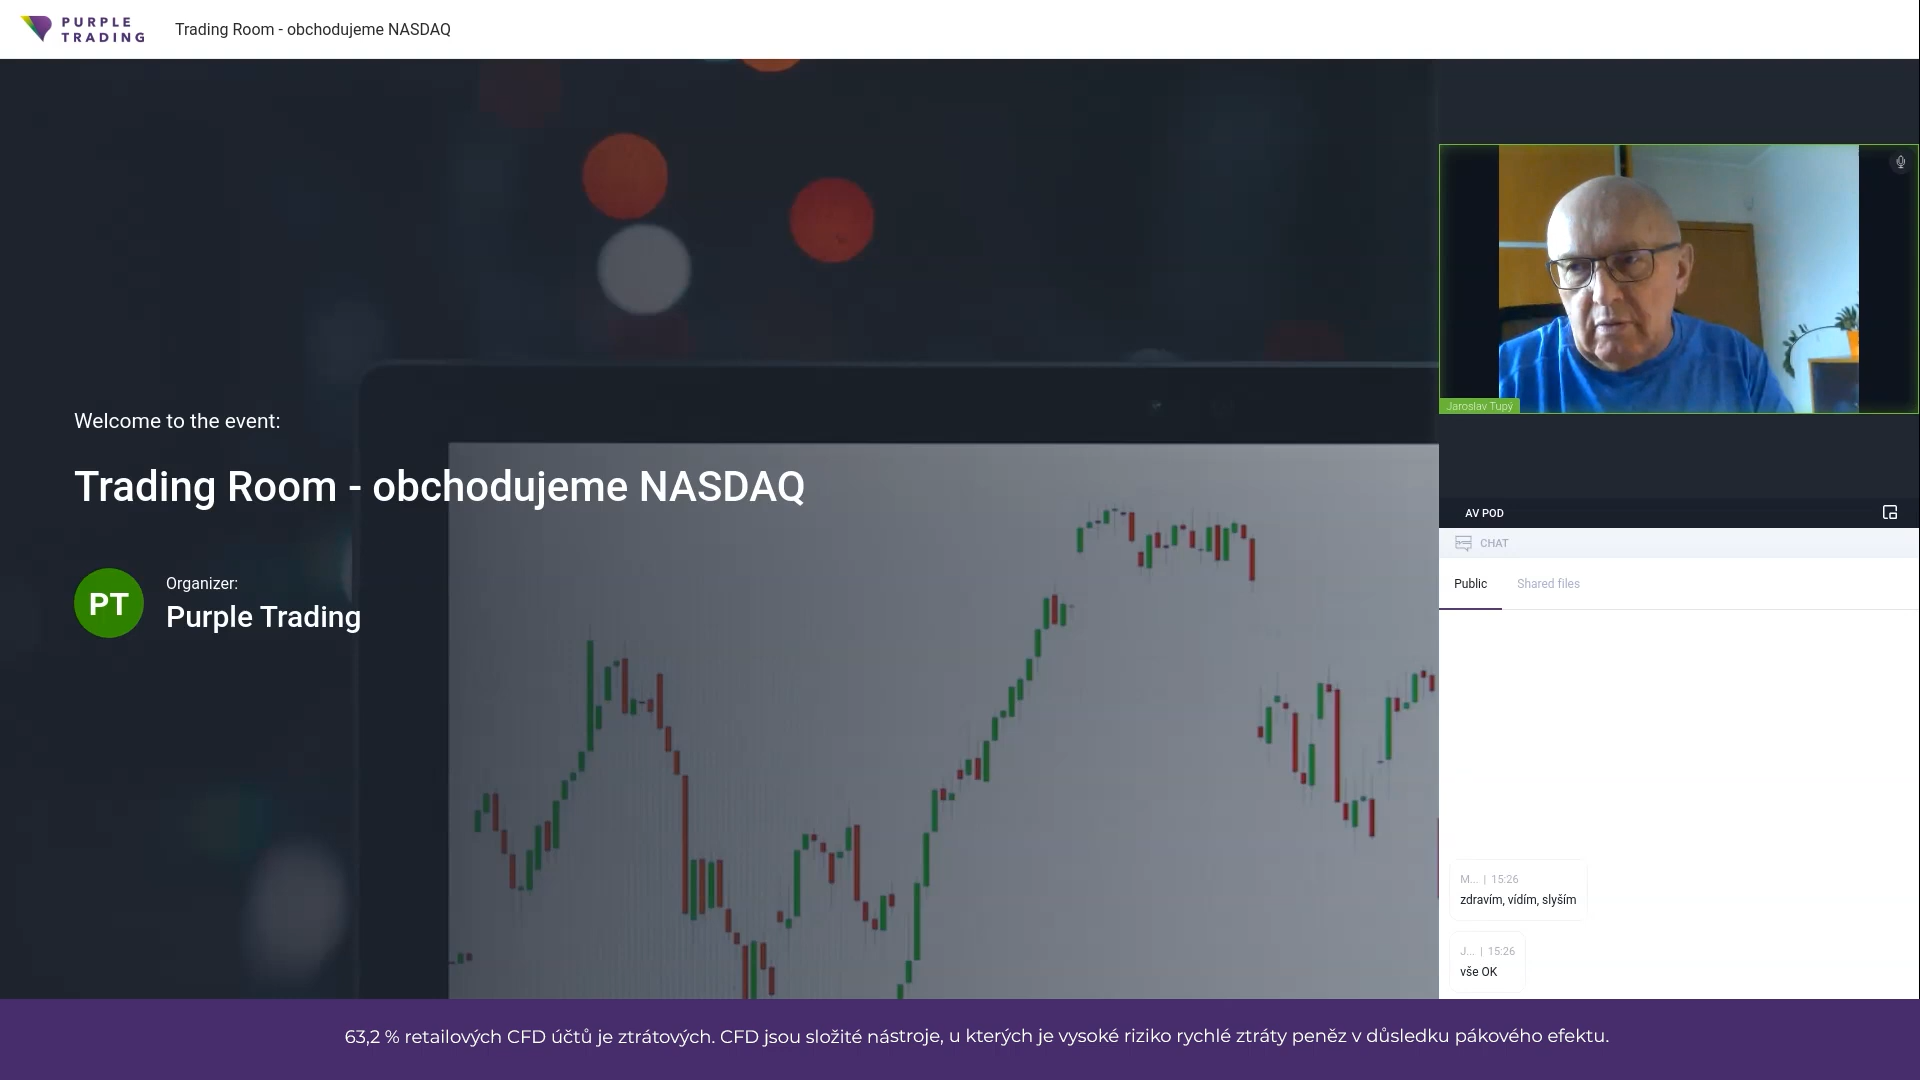 PURPLE
TRADING
Trading Room - obchodujeme NASDAQ
Welcome to the event:
Trading Room - obchodujeme NASDAQ
PT
Organizer:
Purple Trading
Jaroslav Tupý
AV POD
CHAT
Public
Shared files
M... | 15:26
zdravím, vídím, slyším
J... | 15:26
vše OK
63,2 % retailových CFD účtů je ztrátových. CFD jsou složité nástroje, u kterých je vysoké riziko rychlé ztráty peněz v důsledku pákového efektu.